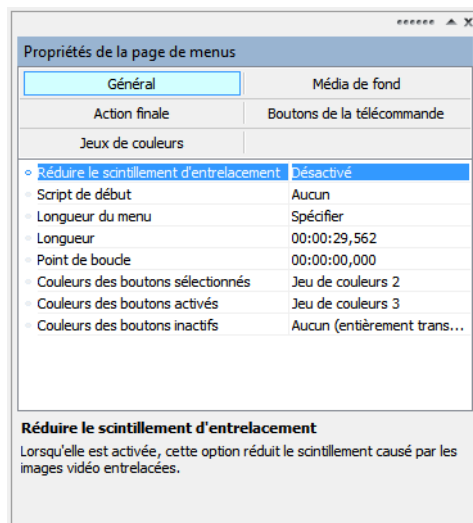 Propriétés de la page de menus
Général Média de fond
Action finale Boutons de la télécommande
Jeux de couleurs
Réduire le scintillement d'entrelacement Désactivé
Script de début Aucun
Longueur du menu Spécifier
Longueur 00:00:29,562
Point de boucle 00:00:00,000
Couleurs des boutons sélectionnés Jeu de couleurs 2
Couleurs des boutons activés Jeu de couleurs 3
Couleurs des boutons inactifs Aucun (entièrement trans...
Réduire le scintillement d'entrelacement
Lorsqu'elle est activée, cette option réduit le scintillement causé par les
images vidéo entrelacées.